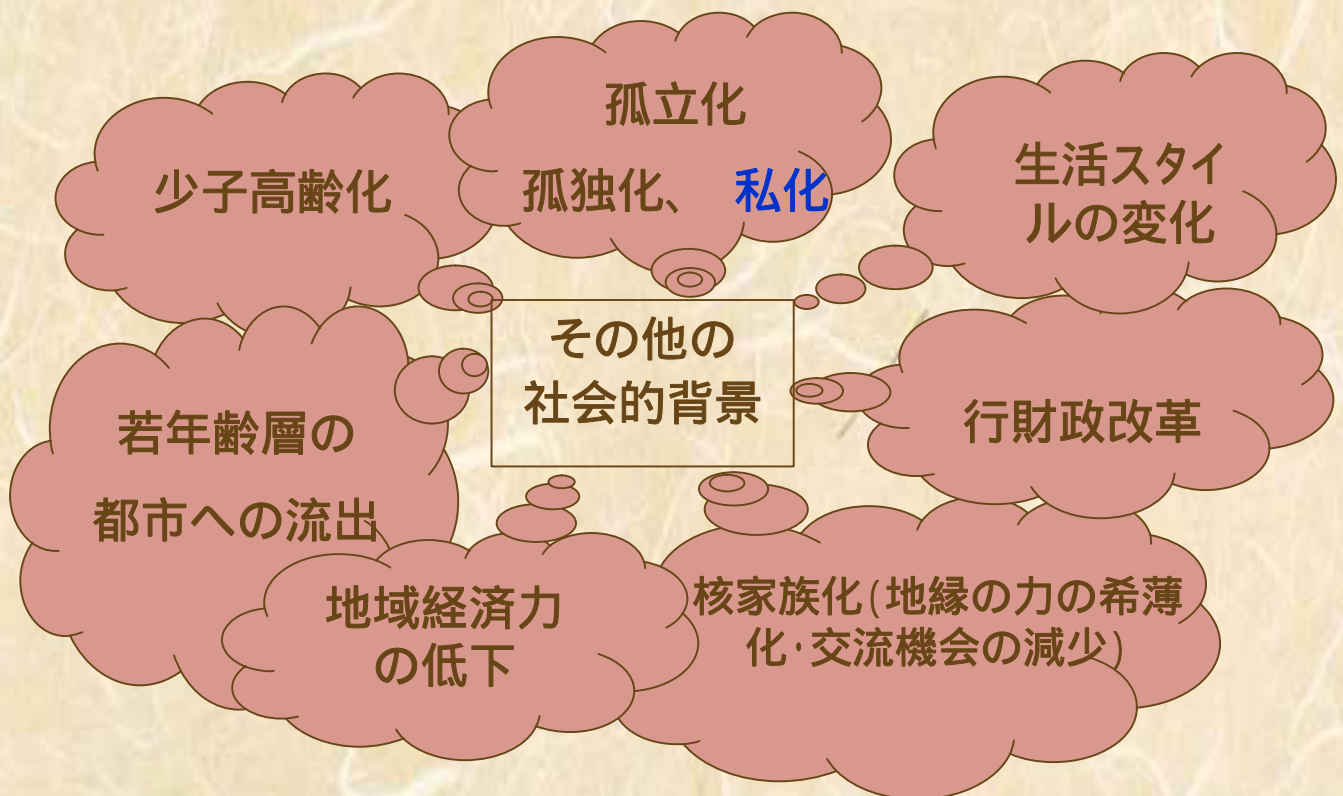 孤立化
孤独化、 私化
少子高齢化
生活スタイ
ルの変化
その他の
社会的背景
若年齢層の
都市への流出
行財政改革
地域経済力
の低下
核家族化(地縁の力の希薄
化・交流機会の減少)